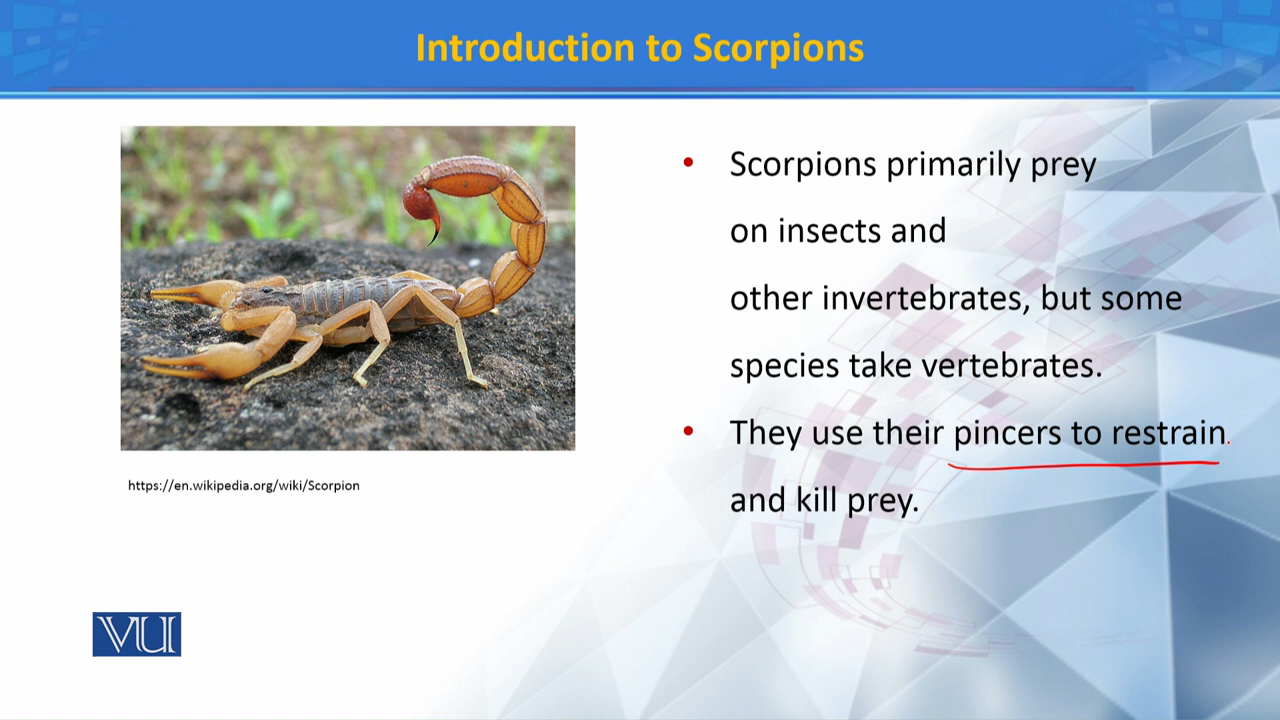 Introduction to Scorpions
• Scorpions primarily prey
on insects and
other invertebrates, but some
species take vertebrates.
• They use their pincers to restrain
and kill prey.
https://en.wikipedia.org/wiki/Scorpion
VU